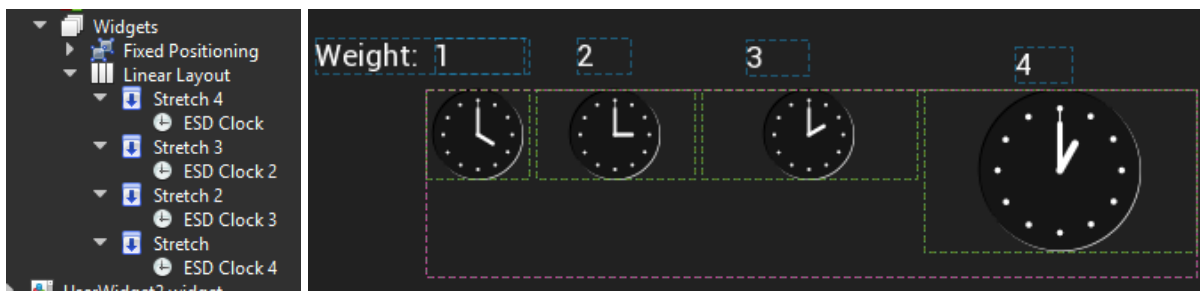 Widgets
Fixed Positioning
Linear Layout
Stretch 4
ESD Clock
Stretch 3
ESD Clock 2
Stretch 2
ESD Clock 3
Stretch
ESD Clock 4
Weight: 1 2 3 4